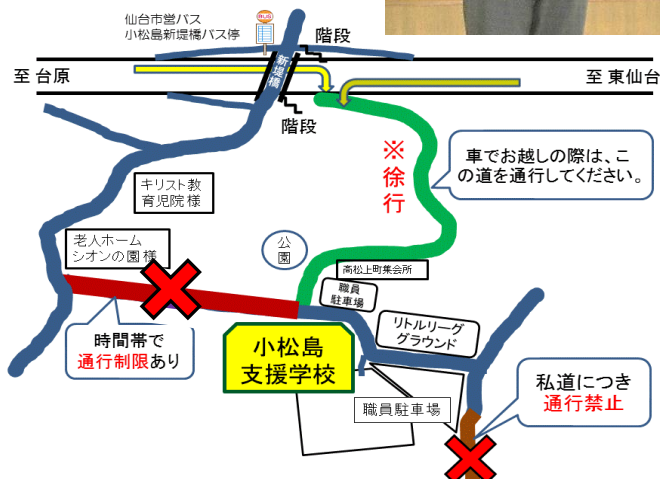 仙台市営バス
小松島新堤橋バス停
BUS
階段
新堤橋
至 台原
至 東仙台
階段
※徐行
車でお越しの際は、こ
の道を通行してください。
キリスト教
育児院様
老人ホーム
シオンの園様
公園
高松上町集会所
職員
駐車場
リトルリーグ
グラウンド
時間帯で
通行制限あり
小松島
支援学校
職員駐車場
私道につき
通行禁止